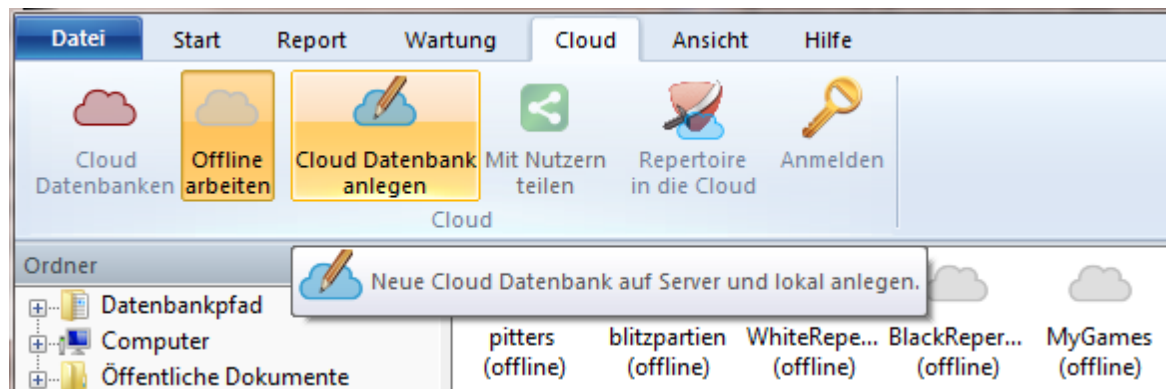 Datei Start Report Wartung Cloud Ansicht Hilfe
Cloud Offline Cloud Datenbank Mit Nutzern Repertoire Anmelden
Datenbanken arbeiten anlegen teilen in die Cloud
Cloud
Ordner
Neue Cloud Datenbank auf Server und lokal anlegen.
Datenbankpfad
Computer
Öffentliche Dokumente
pitters blitzpartien WhiteRepe... BlackReper... MyGames
(offline) (offline) (offline) (offline) (offline)